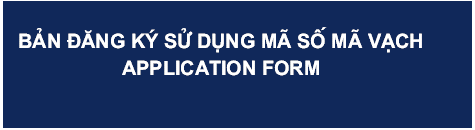 BẢN ĐĂNG KÝ SỬ DỤNG MÃ SỐ MÃ VẠCH
APPLICATION FORM